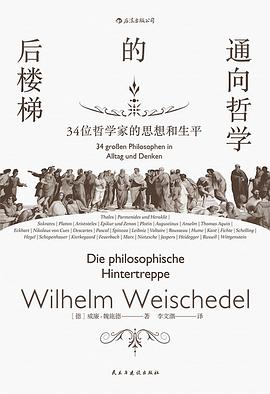 后浪出版公司
通向哲学
的
后楼梯
34位哲学家的思想和生平
34 großen Philosophen in
Alltag und Denken
Thales | Parmenides und Heraklit |
Sokrates | Platon | Aristoteles | Epikur und Zenon | Plotin | Augustinus | Anselm | Thomas Aquin |
Eckhart | Nikolaus von Cues | Descartes | Pascal | Spinoza | Leibniz | Voltaire | Rousseau | Hume | Kant | Fichte | Schelling |
Hegel | Schopenhauer | Kierkegaard | Feuerbach | Marx | Nietzsche | Jaspers | Heidegger | Russell | Wittgenstein
Die philosophische
Hintertreppe
Wilhelm Weischedel
[德] 威廉·魏施德——著 李文潮——译
民主与建设出版社